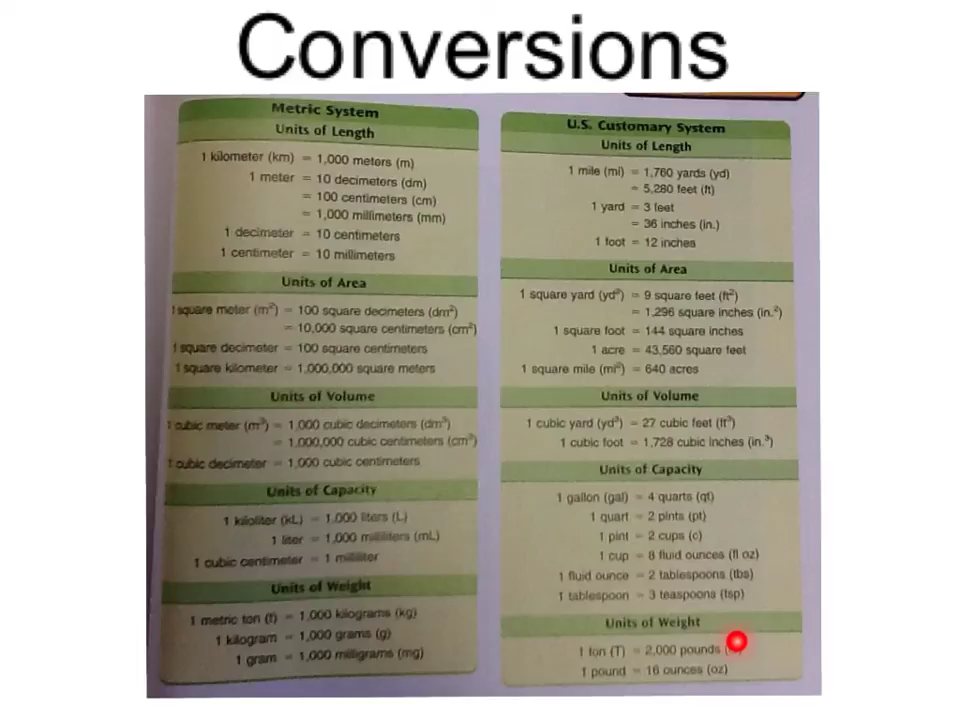 Conversions
Metric System
Units of Length
1 kilometer (km) = 1,000 meters (m)
1 meter = 10 decimeters (dm)
= 100 centimeters (cm)
= 1,000 millimeters (mm)
1 decimeter = 10 centimeters
1 centimeter = 10 millimeters
Units of Area
1 square meter (m²) = 100 square decimeters (dm²)
= 10,000 square centimeters (cm²)
1 square decimeter = 100 square centimeters
1 square kilometer = 1,000,000 square meters
Units of Volume
1 cubic meter (m³) = 1,000 cubic decimeters (dm³)
= 1,000,000 cubic centimeters (cm³)
1 cubic decimeter = 1,000 cubic centimeters
Units of Capacity
1 kiloliter (kL) = 1,000 liters (L)
1 liter = 1,000 milliliters (mL)
1 cubic centimeter = 1 milliliter
Units of Weight
1 metric ton (t) = 1,000 kilograms (kg)
1 kilogram = 1,000 grams (g)
1 gram = 1,000 milligrams (mg)
U.S. Customary System
Units of Length
1 mile (mi) = 1,760 yards (yd)
= 5,280 feet (ft)
1 yard = 3 feet
= 36 inches (in.)
1 foot = 12 inches
Units of Area
1 square yard (yd²) = 9 square feet (ft²)
= 1,296 square inches (in.²)
1 square foot = 144 square inches
1 acre = 43,560 square feet
1 square mile (mi²) = 640 acres
Units of Volume
1 cubic yard (yd³) = 27 cubic feet (ft³)
1 cubic foot = 1,728 cubic inches (in.³)
Units of Capacity
1 gallon (gal) = 4 quarts (qt)
1 quart = 2 pints (pt)
1 pint = 2 cups (c)
1 cup = 8 fluid ounces (fl oz)
1 fluid ounce = 2 tablespoons (tbs)
1 tablespoon = 3 teaspoons (tsp)
Units of Weight
1 ton (T) = 2,000 pounds
1 pound = 16 ounces (oz)